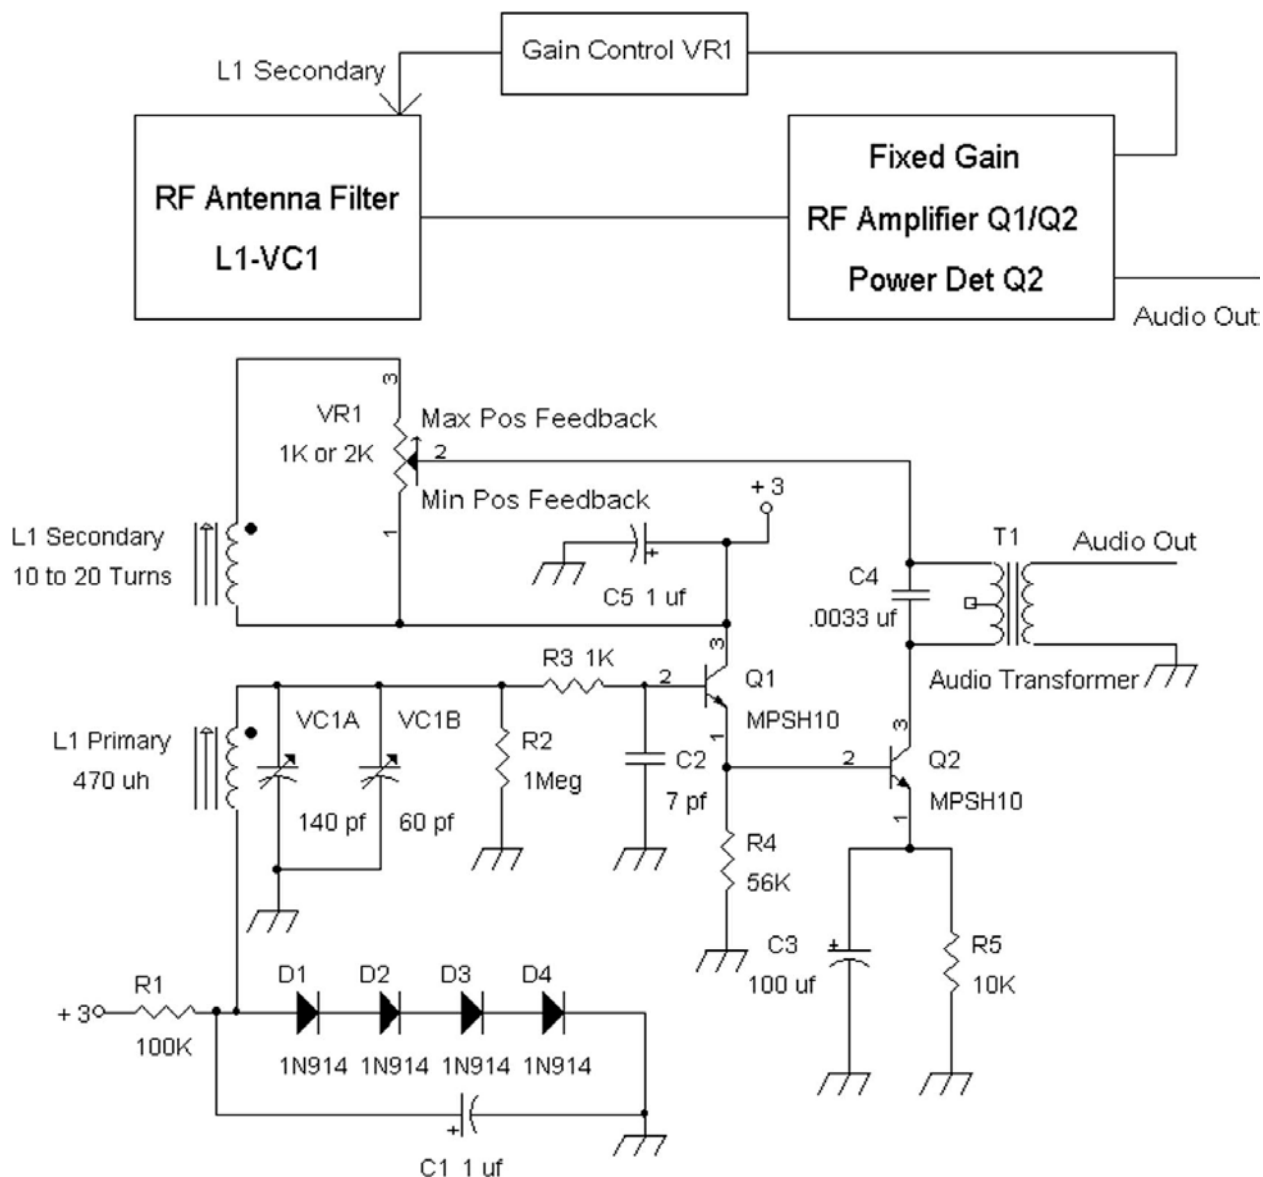 Gain Control VR1
L1 Secondary
RF Antenna Filter
L1-VC1
Fixed Gain
RF Amplifier Q1/Q2
Power Det Q2
Audio Out
3
VR1
1K or 2K
Max Pos Feedback
2
Min Pos Feedback
1
+ 3
L1 Secondary
10 to 20 Turns
+
C5 1 uf
C4
.0033 uf
T1
Audio Out
Audio Transformer
R3 1K
2
3
Q1
MPSH10
1
L1 Primary
470 uh
VC1A
140 pf
VC1B
60 pf
R2
1Meg
C2
7 pf
2
3
Q2
MPSH10
1
R4
56K
C3
+
100 uf
R5
10K
+ 3
R1
100K
D1
D2
D3
D4
1N914
1N914
1N914
1N914
+
C1 1 uf